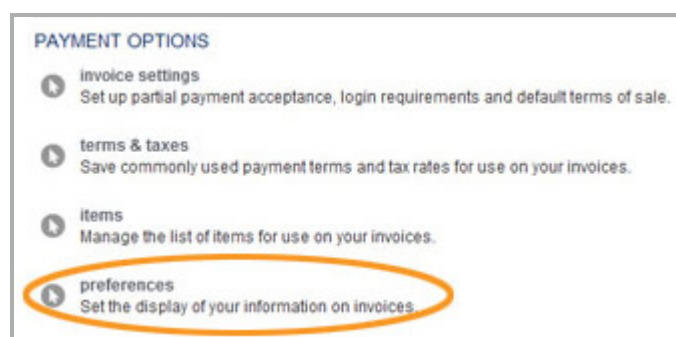 PAYMENT OPTIONS
invoice settings
Set up partial payment acceptance, login requirements and default terms of sale.
terms & taxes
Save commonly used payment terms and tax rates for use on your invoices.
items
Manage the list of items for use on your invoices.
preferences
Set the display of your information on invoices.